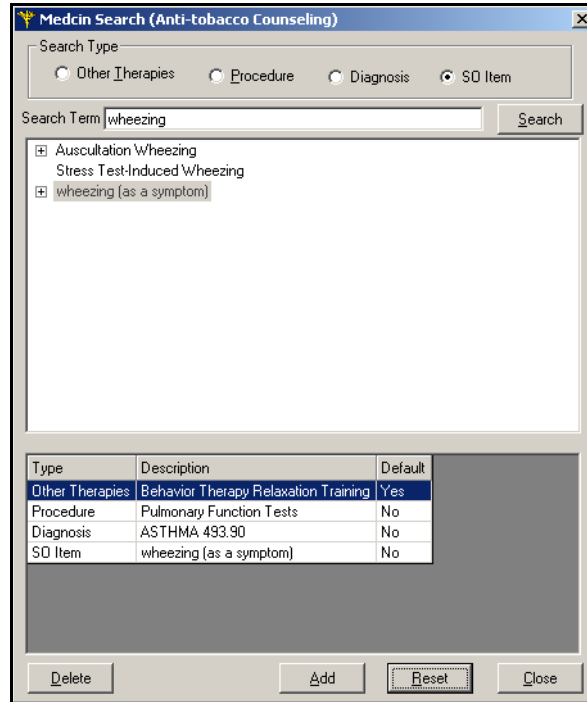 Medcin Search (Anti-tobacco Counseling)
Search Type
Other Therapies Procedure Diagnosis SO Item
Search Term wheezing Search
Auscultation Wheezing
Stress Test-Induced Wheezing
wheezing (as a symptom)
Type Description Default
Other Therapies Behavior Therapy Relaxation Training Yes
Procedure Pulmonary Function Tests No
Diagnosis ASTHMA 493.90 No
SO Item wheezing (as a symptom) No
Delete Add Reset Close